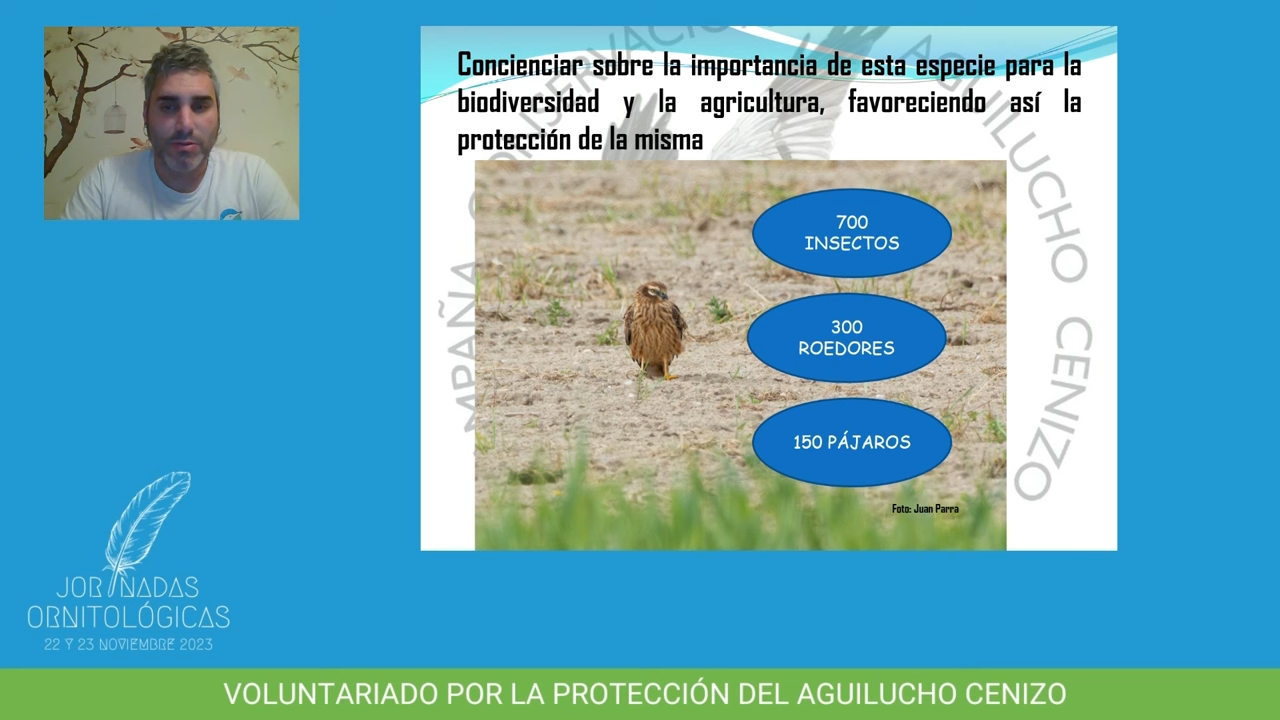 Concienciar sobre la importancia de esta especie para la
biodiversidad y la agricultura, favoreciendo así la
protección de la misma
700
INSECTOS
300
ROEDORES
150 PÁJAROS
Foto: Juan Parra
AGUILUCHO CENIZO
JORNADAS
ORNITOLÓGICAS
22 Y 23 NOVIEMBRE 2023
VOLUNTARIADO POR LA PROTECCIÓN DEL AGUILUCHO CENIZO